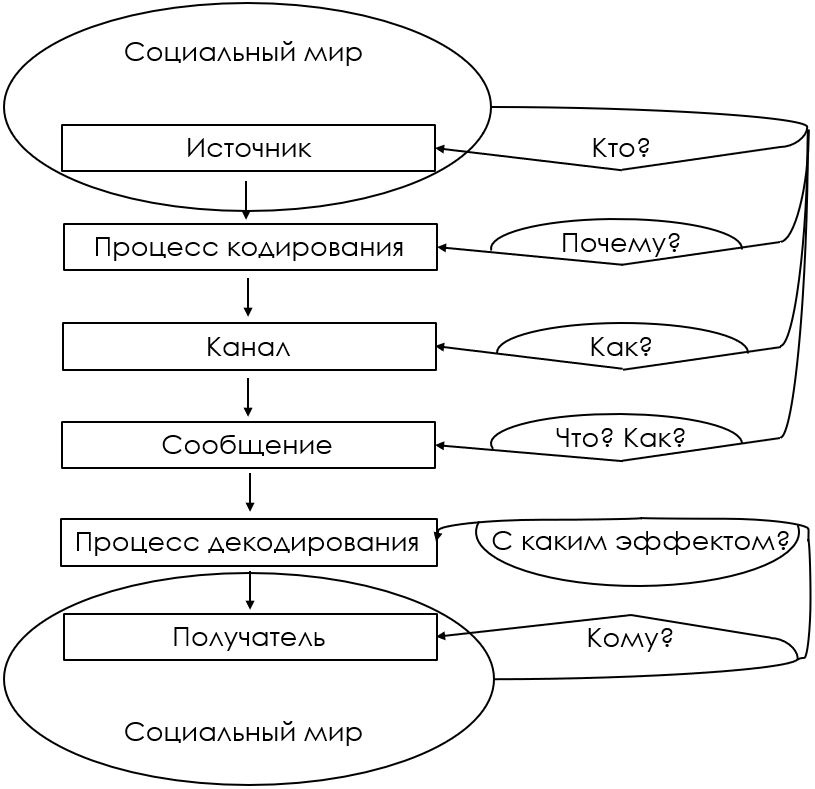 Социальный мир
Источник
Кто?
Процесс кодирования
Почему?
Канал
Как?
Сообщение
Что? Как?
Процесс декодирования
С каким эффектом?
Получатель
Кому?
Социальный мир